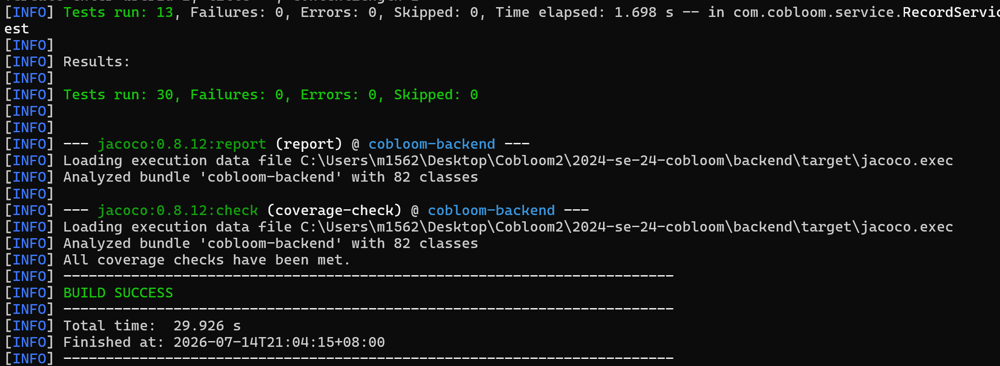 [INFO] Tests run: 13, Failures: 0, Errors: 0, Skipped: 0, Time elapsed: 1.698 s -- in com.cobloom.service.RecordServic
est
[INFO]
[INFO] Results:
[INFO]
[INFO] Tests run: 30, Failures: 0, Errors: 0, Skipped: 0
[INFO]
[INFO]
[INFO] --- jacoco:0.8.12:report (report) @ cobloom-backend ---
[INFO] Loading execution data file C:\Users\m1562\Desktop\Cobloom2\2024-se-24-cobloom\backend\target\jacoco.exec
[INFO] Analyzed bundle 'cobloom-backend' with 82 classes
[INFO]
[INFO] --- jacoco:0.8.12:check (coverage-check) @ cobloom-backend ---
[INFO] Loading execution data file C:\Users\m1562\Desktop\Cobloom2\2024-se-24-cobloom\backend\target\jacoco.exec
[INFO] Analyzed bundle 'cobloom-backend' with 82 classes
[INFO] All coverage checks have been met.
[INFO] ------------------------------------------------------------------------
[INFO] BUILD SUCCESS
[INFO] ------------------------------------------------------------------------
[INFO] Total time:  29.926 s
[INFO] Finished at: 2026-07-14T21:04:15+08:00
[INFO] ------------------------------------------------------------------------